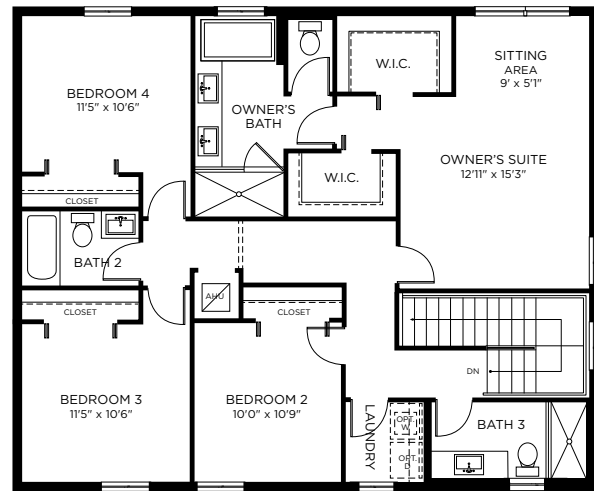 BEDROOM 4
11'5" x 10'6"
CLOSET
OWNER'S
BATH
W.I.C.
W.I.C.
SITTING
AREA
9' x 5'1"
OWNER'S SUITE
12'11" x 15'3"
BATH 2
CLOSET
AHU
CLOSET
BEDROOM 3
11'5" x 10'6"
BEDROOM 2
10'0" x 10'9"
DN
LAUNDRY
OPT.
W
OPT.
D
BATH 3